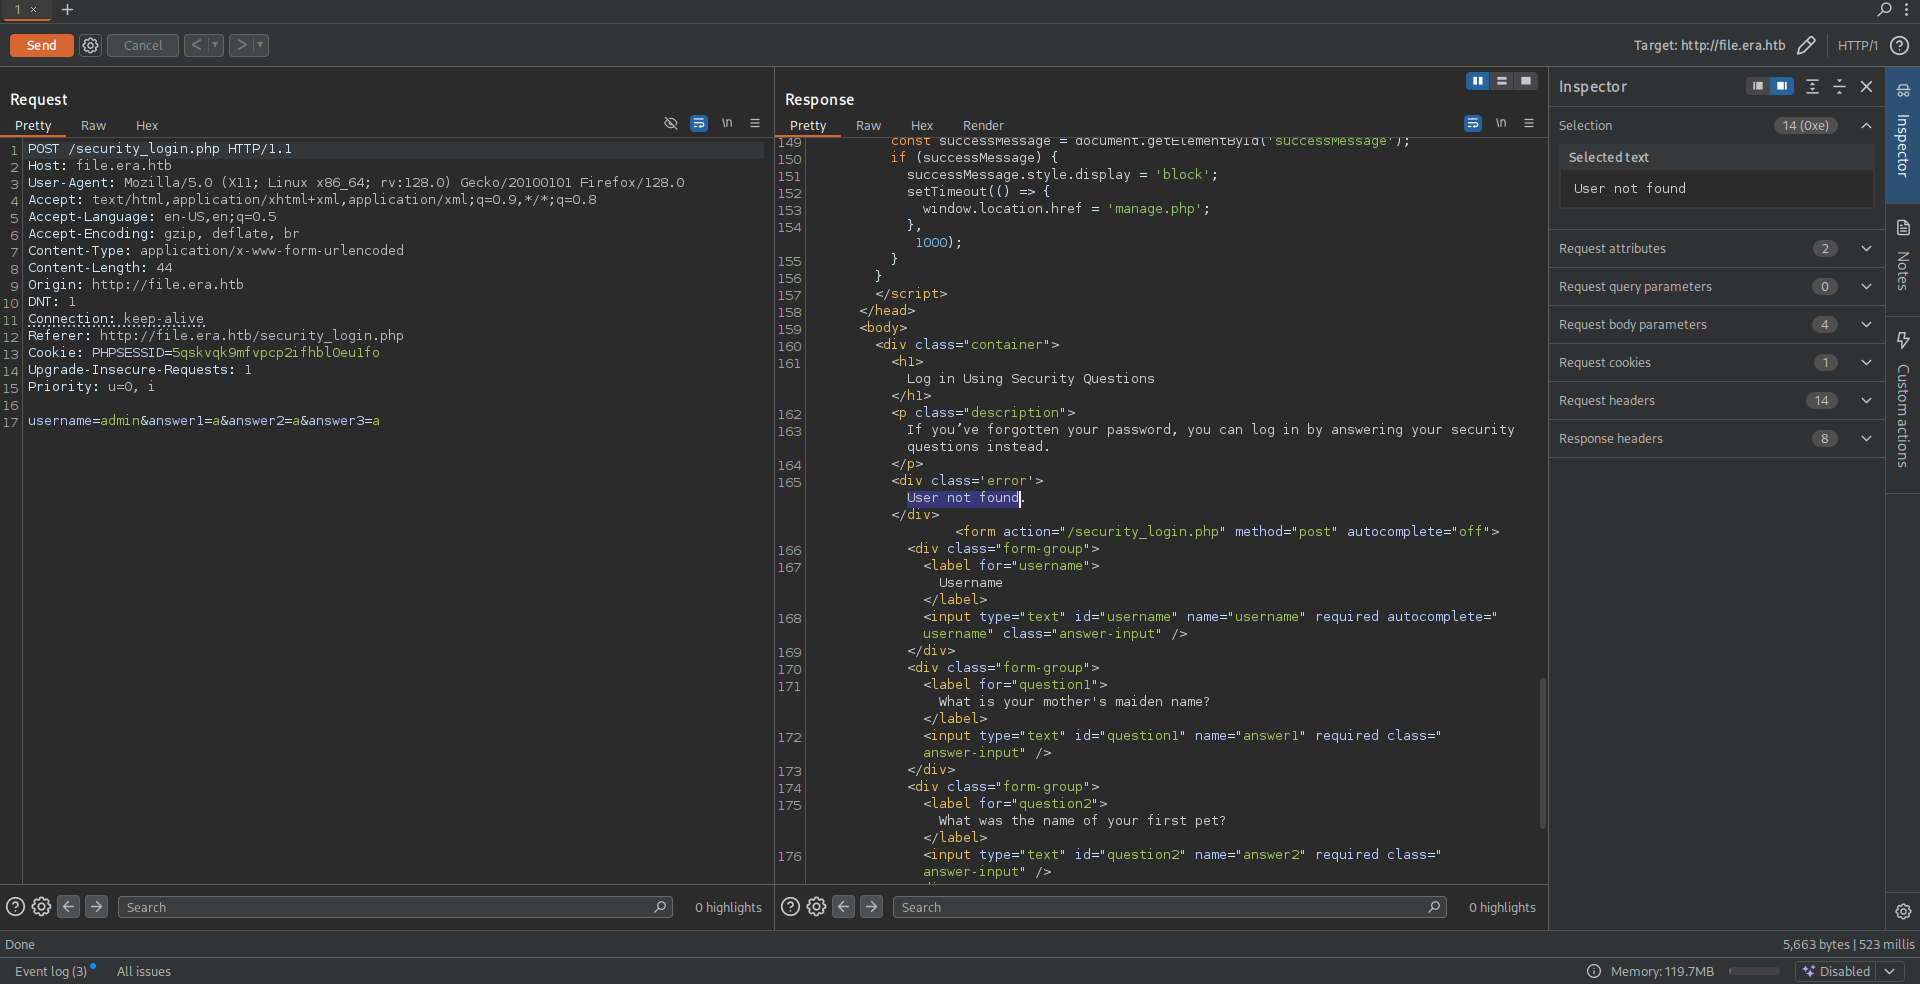 1 × +
Send Cancel < >
Target: http://file.era.htb HTTP/1
Request
Pretty Raw Hex
\n
1 POST /security_login.php HTTP/1.1
2 Host: file.era.htb
3 User-Agent: Mozilla/5.0 (X11; Linux x86_64; rv:128.0) Gecko/20100101 Firefox/128.0
4 Accept: text/html,application/xhtml+xml,application/xml;q=0.9,*/*;q=0.8
5 Accept-Language: en-US,en;q=0.5
6 Accept-Encoding: gzip, deflate, br
7 Content-Type: application/x-www-form-urlencoded
8 Content-Length: 44
9 Origin: http://file.era.htb
10 DNT: 1
11 Connection: keep-alive
12 Referer: http://file.era.htb/security_login.php
13 Cookie: PHPSESSID=5qskvqk9mfvpcp2ifhbl0eu1fo
14 Upgrade-Insecure-Requests: 1
15 Priority: u=0, i
16
17 username=admin&answer1=a&answer2=a&answer3=a
Search
0 highlights
Response
Pretty Raw Hex Render
\n
149 const successMessage = document.getElementById('successMessage');
150 if (successMessage) {
151 successMessage.style.display = 'block';
152 setTimeout(() => {
153 window.location.href = 'manage.php';
154 },
1000);
155 }
156 }
157 </script>
158 </head>
159 <body>
160 <div class="container">
161 <h1>
Log in Using Security Questions
</h1>
162 <p class="description">
163 If you’ve forgotten your password, you can log in by answering your security
questions instead.
164 </p>
165 <div class='error'>
User not found.
</div>
<form action="/security_login.php" method="post" autocomplete="off">
166 <div class="form-group">
167 <label for="username">
Username
</label>
168 <input type="text" id="username" name="username" required autocomplete="
username" class="answer-input" />
169 </div>
170 <div class="form-group">
171 <label for="question1">
What is your mother's maiden name?
</label>
172 <input type="text" id="question1" name="answer1" required class="
answer-input" />
173 </div>
174 <div class="form-group">
175 <label for="question2">
What was the name of your first pet?
</label>
176 <input type="text" id="question2" name="answer2" required class="
answer-input" />
Search
0 highlights
Inspector
Selection 14 (0xe)
Selected text
User not found
Request attributes 2
Request query parameters 0
Request body parameters 4
Request cookies 1
Request headers 14
Response headers 8
Inspector
Notes
Custom actions
Done
5,663 bytes | 523 millis
Event log (3) All issues
Memory: 119.7MB
Disabled